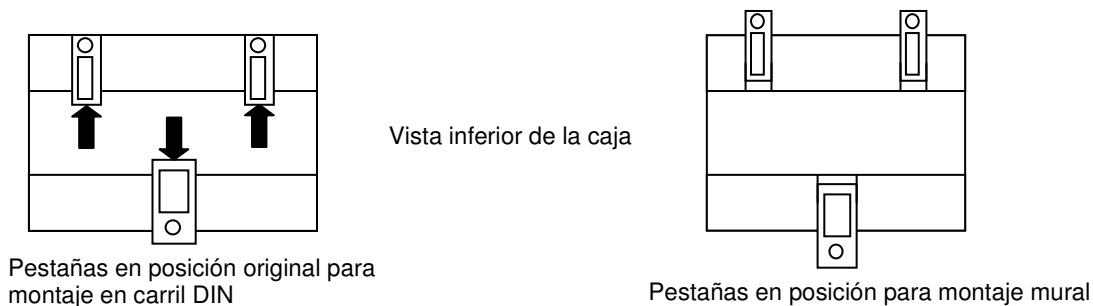 Vista inferior de la caja
Pestañas en posición original para
montaje en carril DIN
Pestañas en posición para montaje mural